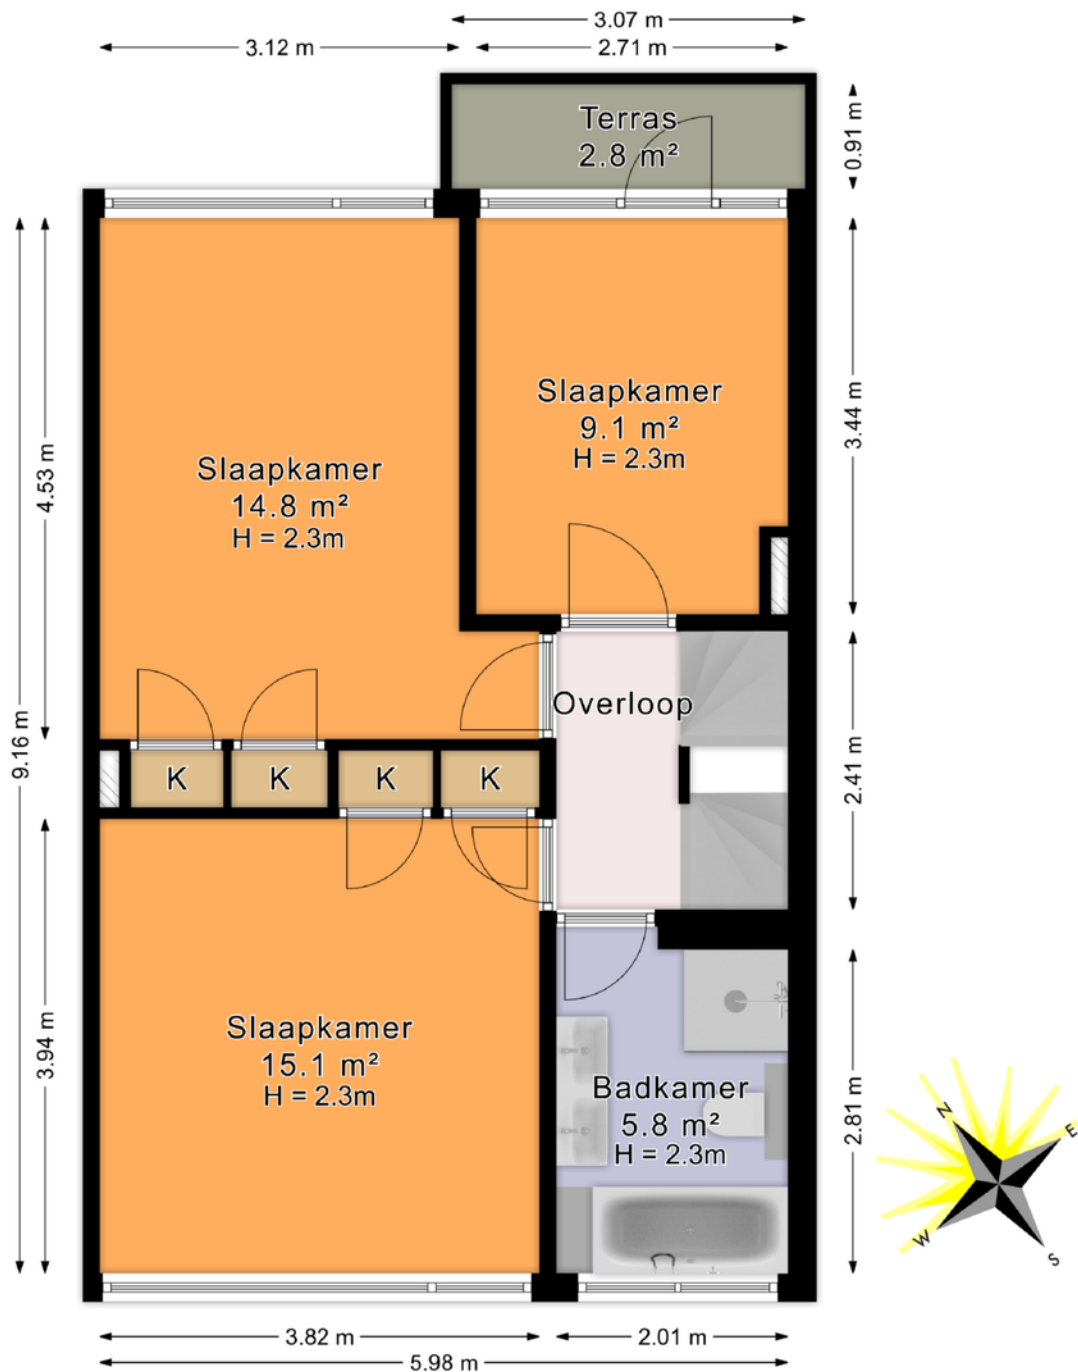 3.07 m
3.12 m
2.71 m
Terras
2.8 m²
0.91 m
Slaapkamer
9.1 m²
H = 2.3m
3.44 m
4.53 m
Slaapkamer
14.8 m²
H = 2.3m
9.16 m
Overloop
2.41 m
K
K
K
K
Slaapkamer
15.1 m²
H = 2.3m
3.94 m
Badkamer
5.8 m²
H = 2.3m
2.81 m
N
E
W
S
3.82 m
2.01 m
5.98 m